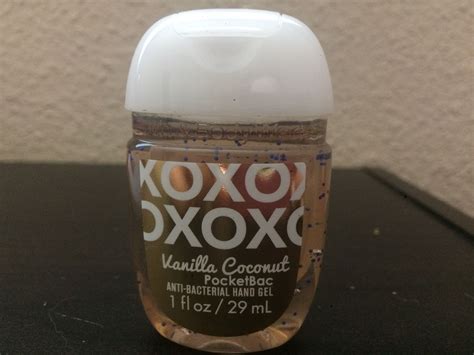 XOXOX
OXOXO
Vanilla Coconut
PocketBac
ANTI-BACTERIAL HAND GEL
1 fl oz / 29 mL